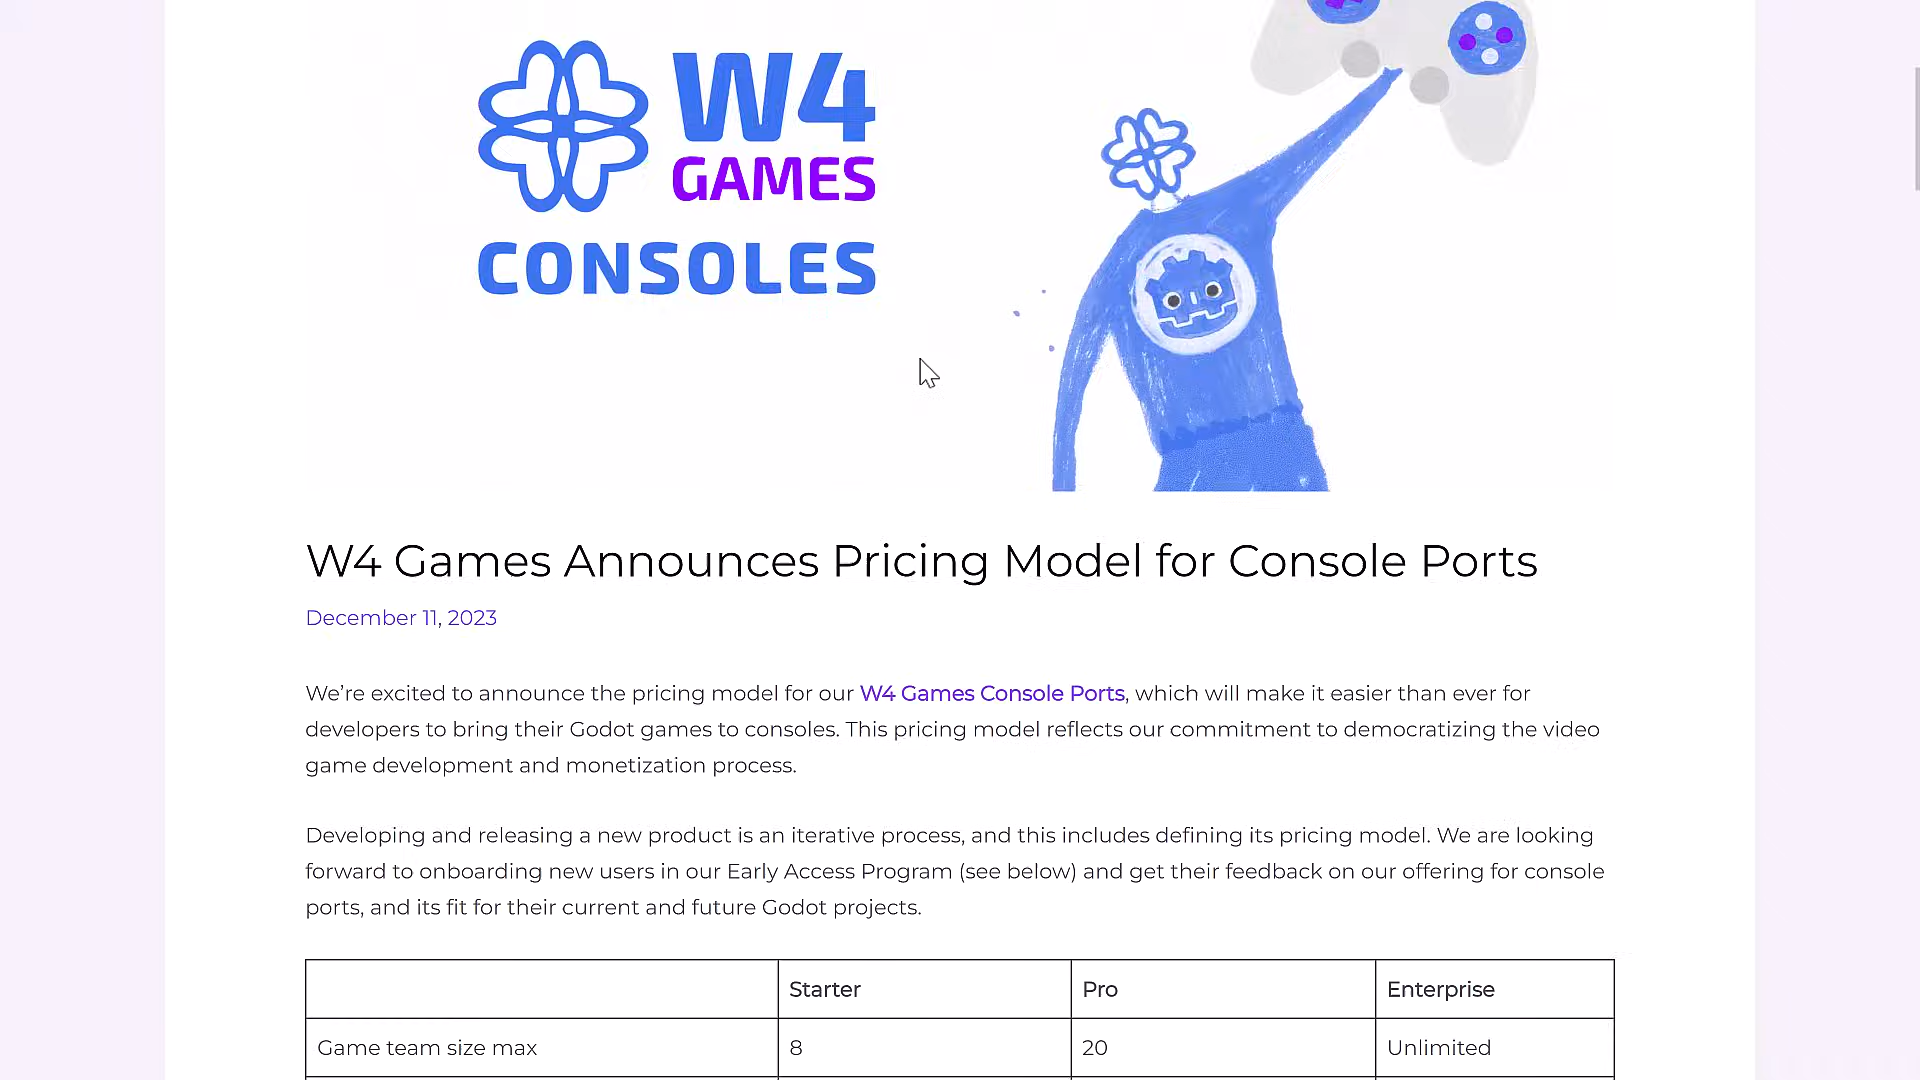 W4
GAMES
CONSOLES
W4 Games Announces Pricing Model for Console Ports
December 11, 2023
We’re excited to announce the pricing model for our W4 Games Console Ports, which will make it easier than ever for
developers to bring their Godot games to consoles. This pricing model reflects our commitment to democratizing the video
game development and monetization process.
Developing and releasing a new product is an iterative process, and this includes defining its pricing model. We are looking
forward to onboarding new users in our Early Access Program (see below) and get their feedback on our offering for console
ports, and its fit for their current and future Godot projects.
Starter Pro Enterprise
Game team size max 8 20 Unlimited